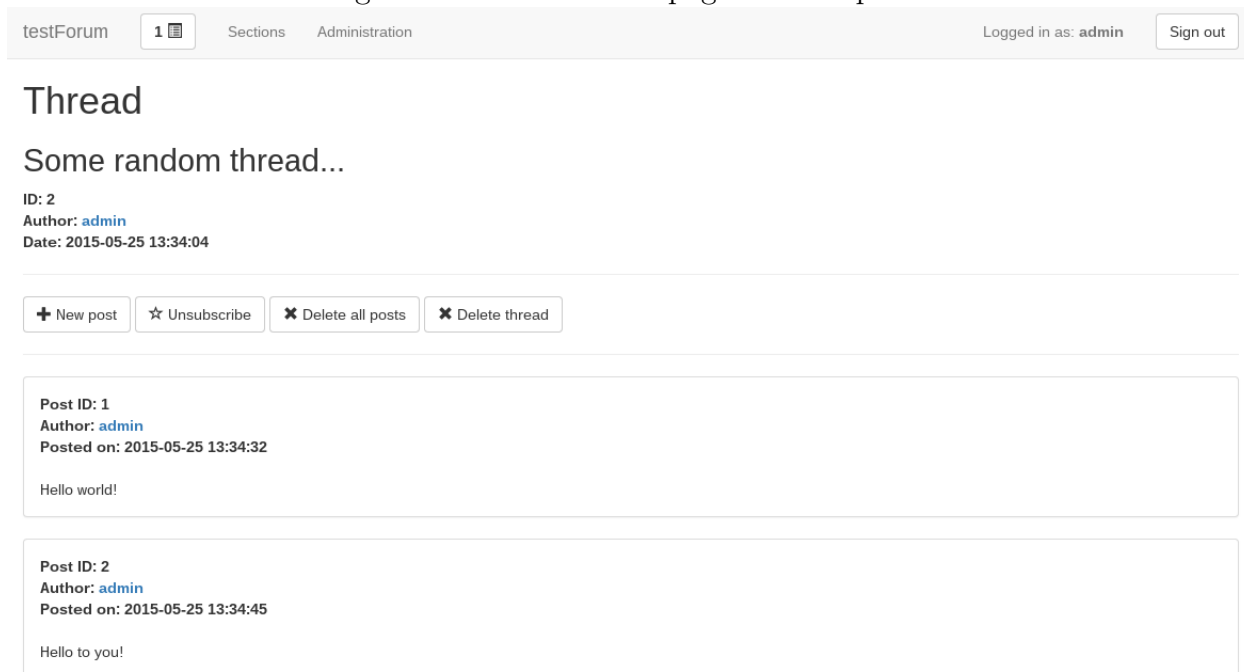 testForum 1 Sections Administration Logged in as: admin Sign out
Thread
Some random thread...
ID: 2
Author: admin
Date: 2015-05-25 13:34:04
New post Unsubscribe Delete all posts Delete thread
Post ID: 1
Author: admin
Posted on: 2015-05-25 13:34:32
Hello world!
Post ID: 2
Author: admin
Posted on: 2015-05-25 13:34:45
Hello to you!